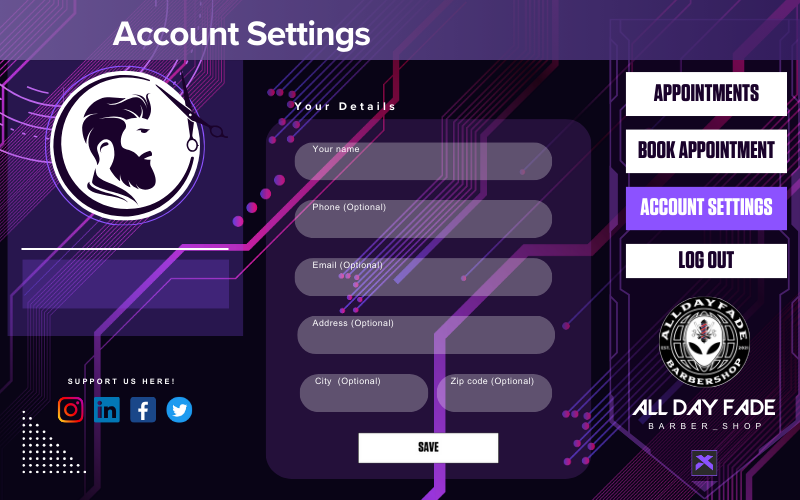 Account Settings
Your Details
Your name
Phone (Optional)
Email (Optional)
Address (Optional)
City (Optional)
Zip code (Optional)
SAVE
SUPPORT US HERE!
in
f
APPOINTMENTS
BOOK APPOINTMENT
ACCOUNT SETTINGS
LOG OUT
ALLDAYFADE
BARBERSHOP
ALL DAY FADE
BARBER_SHOP